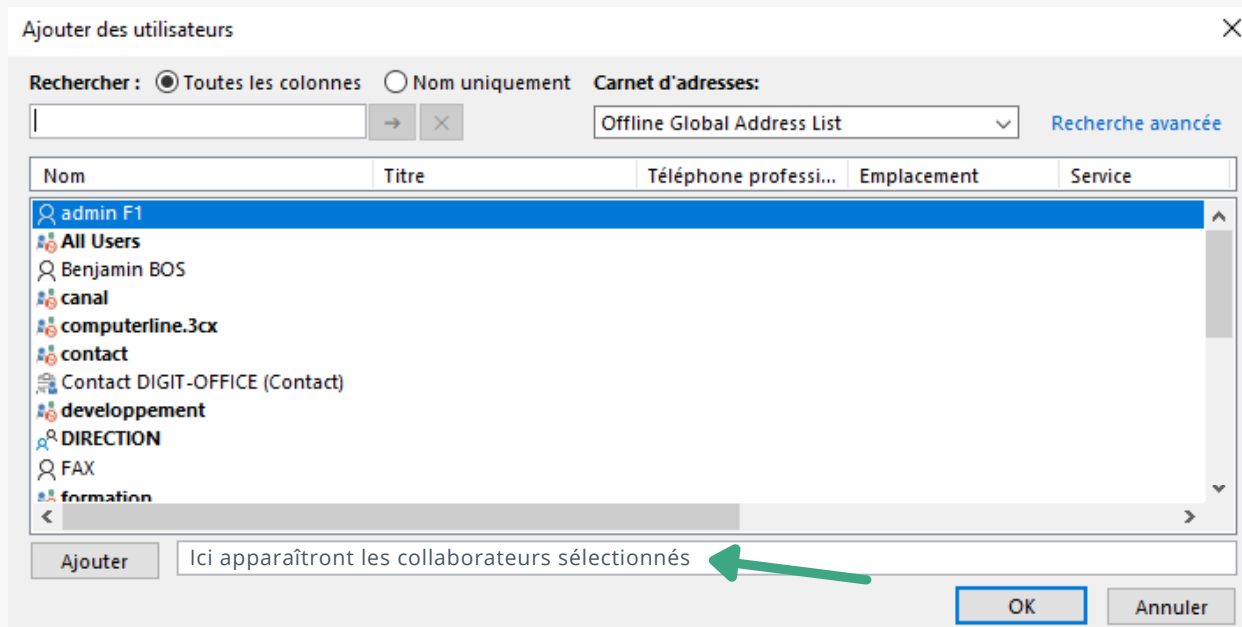 Ajouter des utilisateurs
Rechercher : Toutes les colonnes Nom uniquement Carnet d'adresses:
Offline Global Address List Recherche avancée
Nom Titre Téléphone professi... Emplacement Service
admin F1
All Users
Benjamin BOS
canal
computerline.3cx
contact
Contact DIGIT-OFFICE (Contact)
developpement
DIRECTION
FAX
formation
Ajouter Ici apparaîtront les collaborateurs sélectionnés
OK Annuler